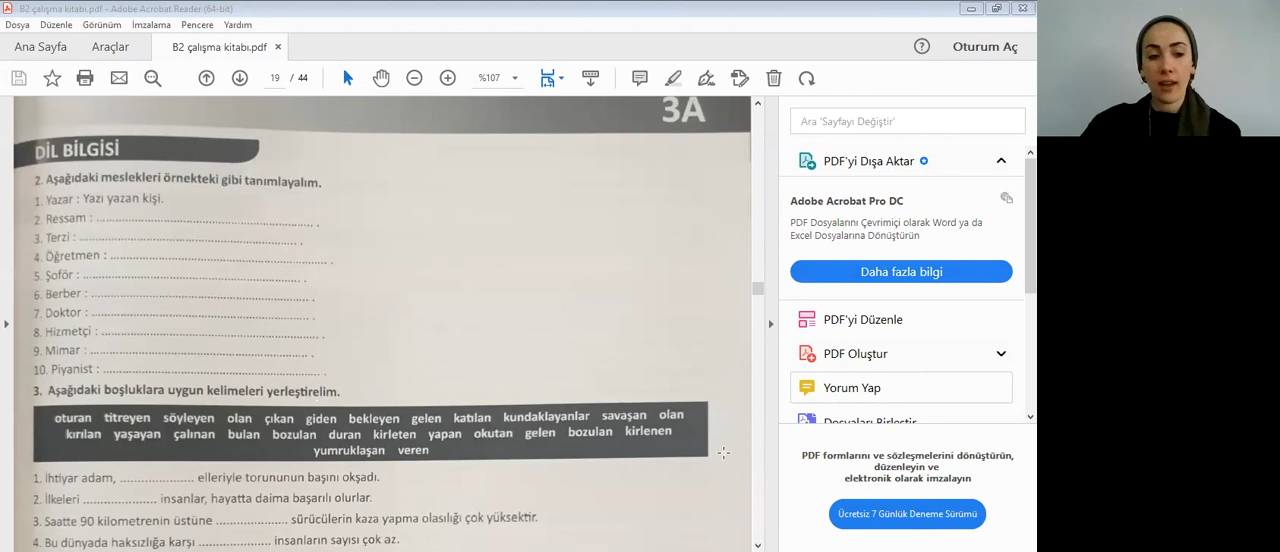 B2 çalışma kitabı.pdf - Adobe Acrobat Reader (64-bit)
Dosya Düzenle Görünüm İmzalama Pencere Yardım
Ana Sayfa Araçlar B2 çalışma kitabı.pdf × Oturum Aç
19 / 44 %107
3A
DİL BİLGİSİ
2. Aşağıdaki meslekleri örnekteki gibi tanımlayalım.
1. Yazar : Yazı yazan kişi.
2. Ressam : .......................................................... .
3. Terzi : .......................................................... .
4. Öğretmen : .......................................................... .
5. Şoför : .......................................................... .
6. Berber : .......................................................... .
7. Doktor : .......................................................... .
8. Hizmetçi : .......................................................... .
9. Mimar : .......................................................... .
10. Piyanist : .......................................................... .
3. Aşağıdaki boşluklara uygun kelimeleri yerleştirelim.
oturan titreyen söyleyen olan çıkan giden bekleyen gelen katılan kundaklayanlar savaşan olan
kırılan yaşayan çalınan bulan bozulan duran kirleten yapan okutan gelen bozulan kirlenen
yumruklaşan veren
1. İhtiyar adam, .................... elleriyle torununun başını okşadı.
2. İlkeleri .................... insanlar, hayatta daima başarılı olurlar.
3. Saatte 90 kilometrenin üstüne .................... sürücülerin kaza yapma olasılığı çok yüksektir.
4. Bu dünyada haksızlığa karşı .................... insanların sayısı çok az.
Ara 'Sayfayı Değiştir'
PDF'yi Dışa Aktar
Adobe Acrobat Pro DC
PDF Dosyalarını Çevrimiçi olarak Word ya da
Excel Dosyalarına Dönüştürün
Daha fazla bilgi
PDF'yi Düzenle
PDF Oluştur
Yorum Yap
Dosyaları Birleştir
PDF formlarını ve sözleşmelerini dönüştürün,
düzenleyin ve
elektronik olarak imzalayın
Ücretsiz 7 Günlük Deneme Sürümü